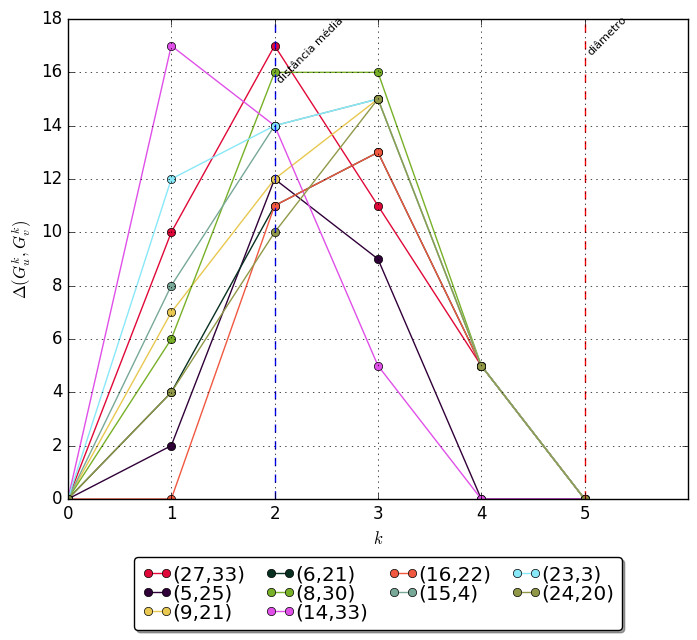 18
16
14
12
10
8
6
4
2
0
Δ(G_u^k, G_v^k)
distância média
diâmetro
0 1 2 3 4 5
k
(27,33) (6,21) (16,22) (23,3)
(5,25) (8,30) (15,4) (24,20)
(9,21) (14,33)